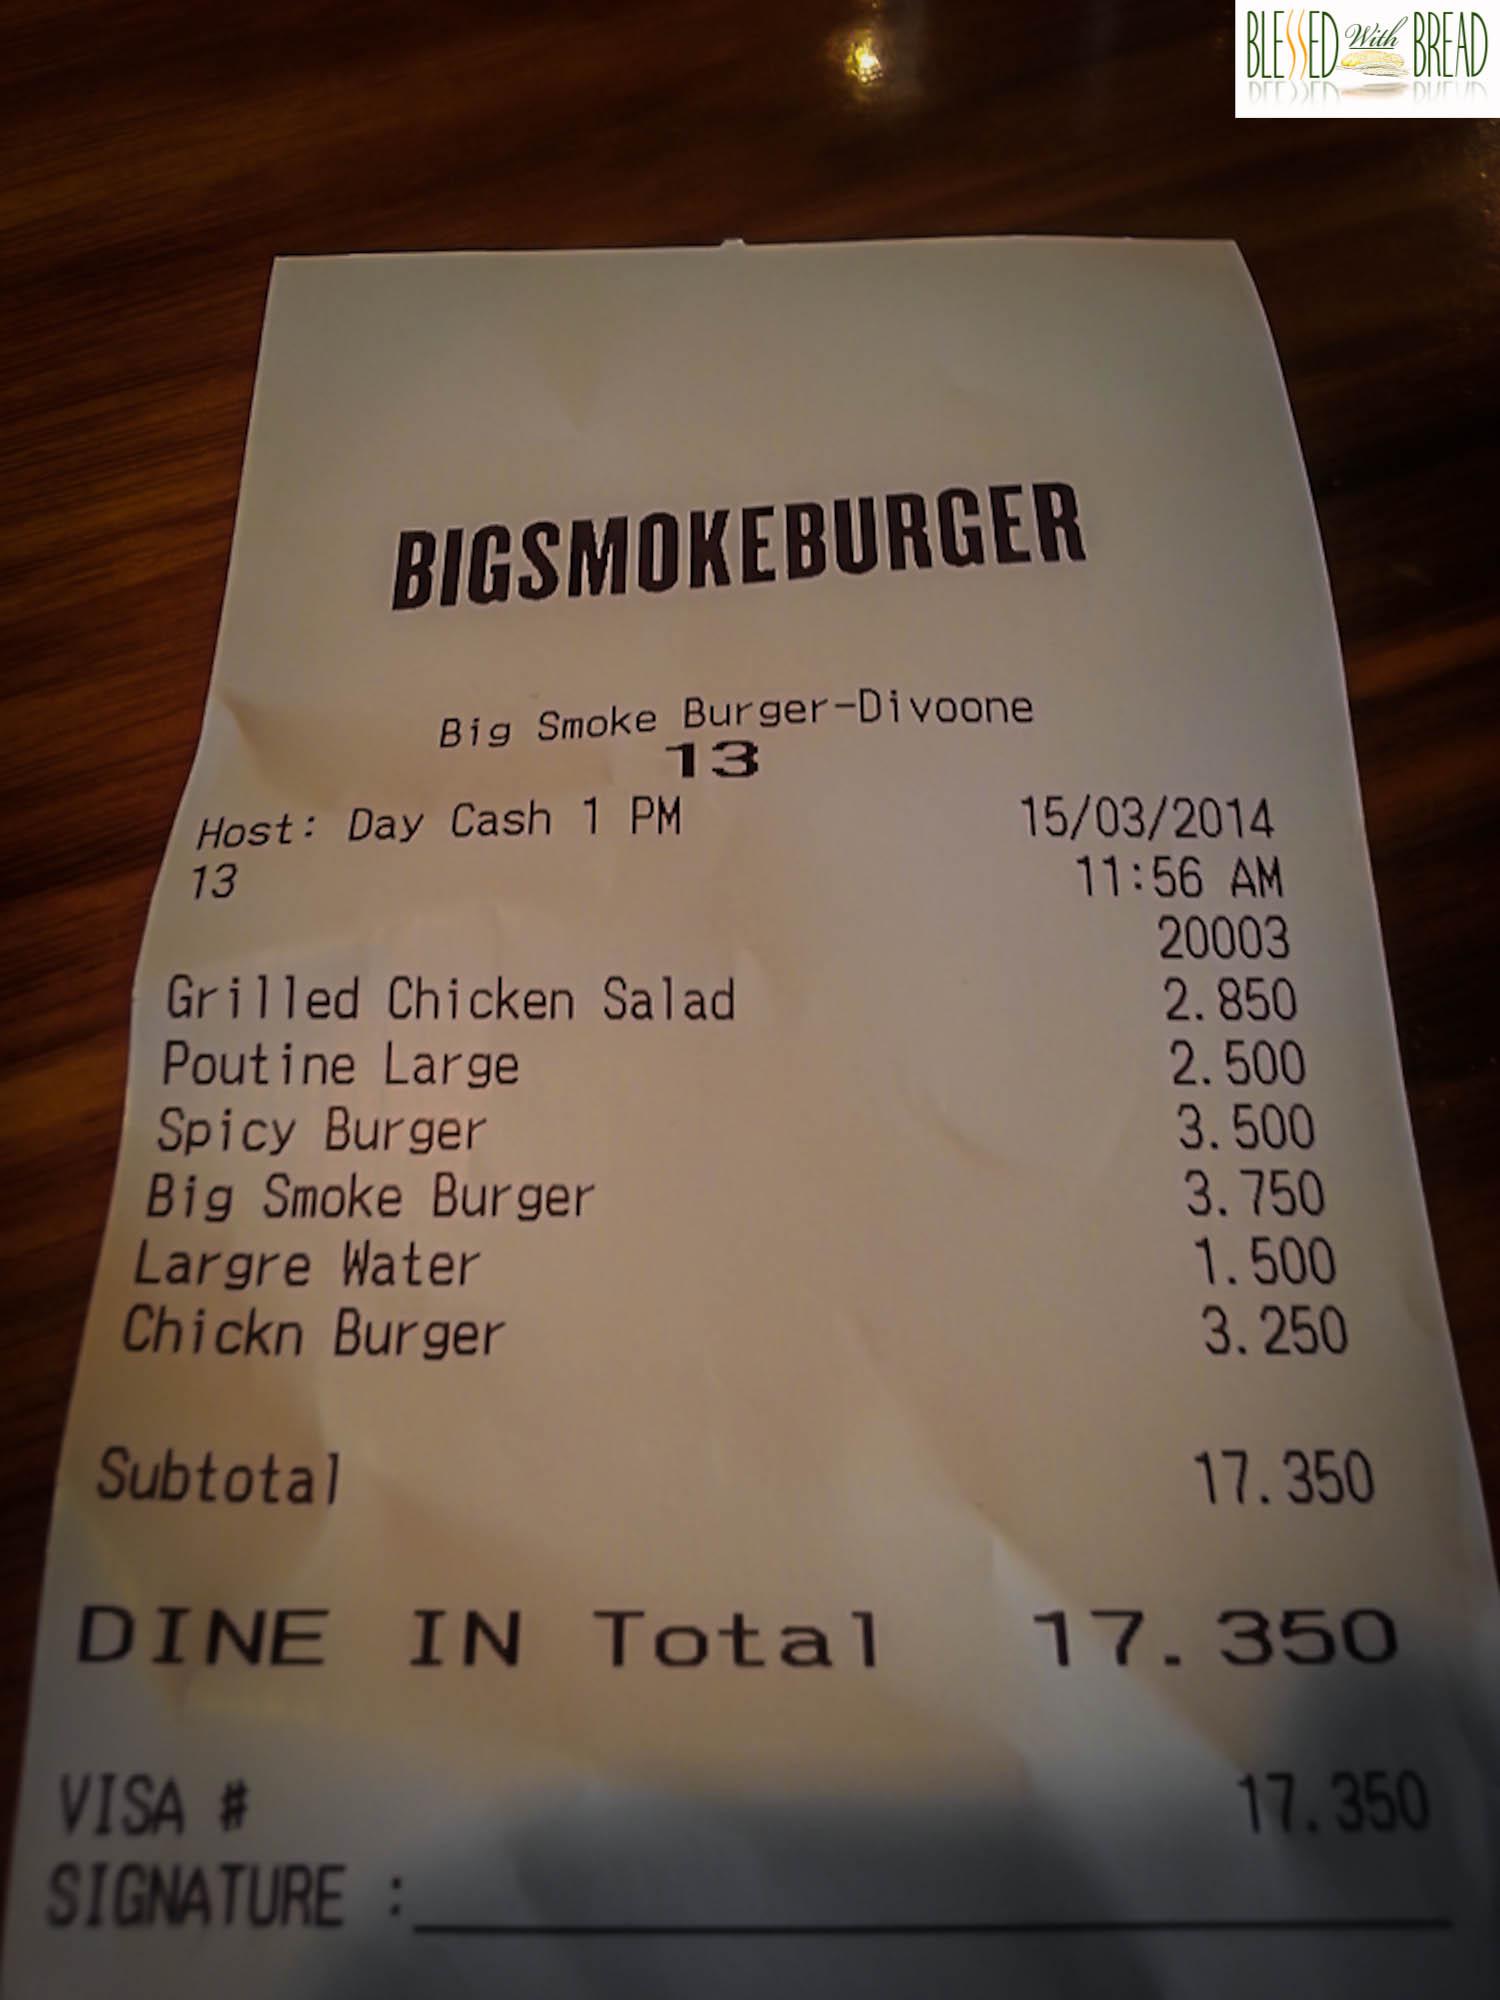 BLESSED With BREAD
BIGSMOKEBURGER
Big Smoke Burger-Divoone
13
Host: Day Cash 1 PM 15/03/2014
13 11:56 AM
20003
Grilled Chicken Salad 2.850
Poutine Large 2.500
Spicy Burger 3.500
Big Smoke Burger 3.750
Largre Water 1.500
Chickn Burger 3.250
Subtotal 17.350
DINE IN Total 17.350
VISA # 17.350
SIGNATURE :